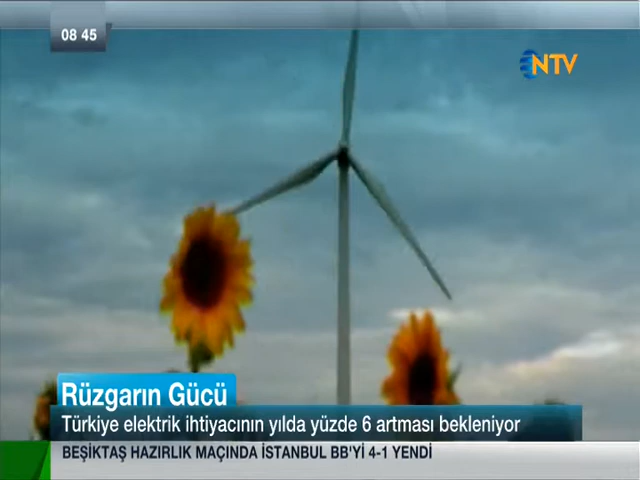 08 45
NTV
Rüzgarın Gücü
Türkiye elektrik ihtiyacının yılda yüzde 6 artması bekleniyor
BEŞİKTAŞ HAZIRLIK MAÇINDA İSTANBUL BB'Yİ 4-1 YENDİ